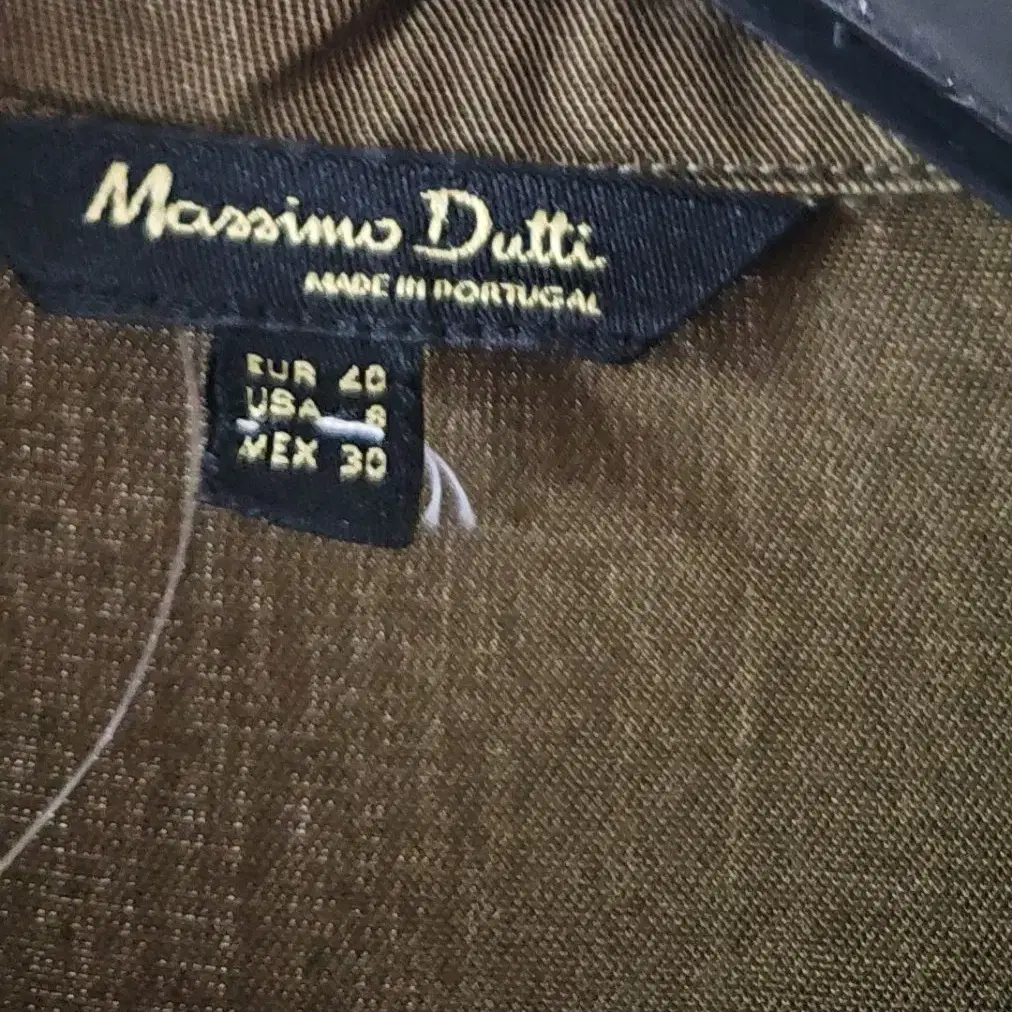 Massimo Dutti
MADE IN PORTUGAL
EUR 40
USA 8
MEX 30